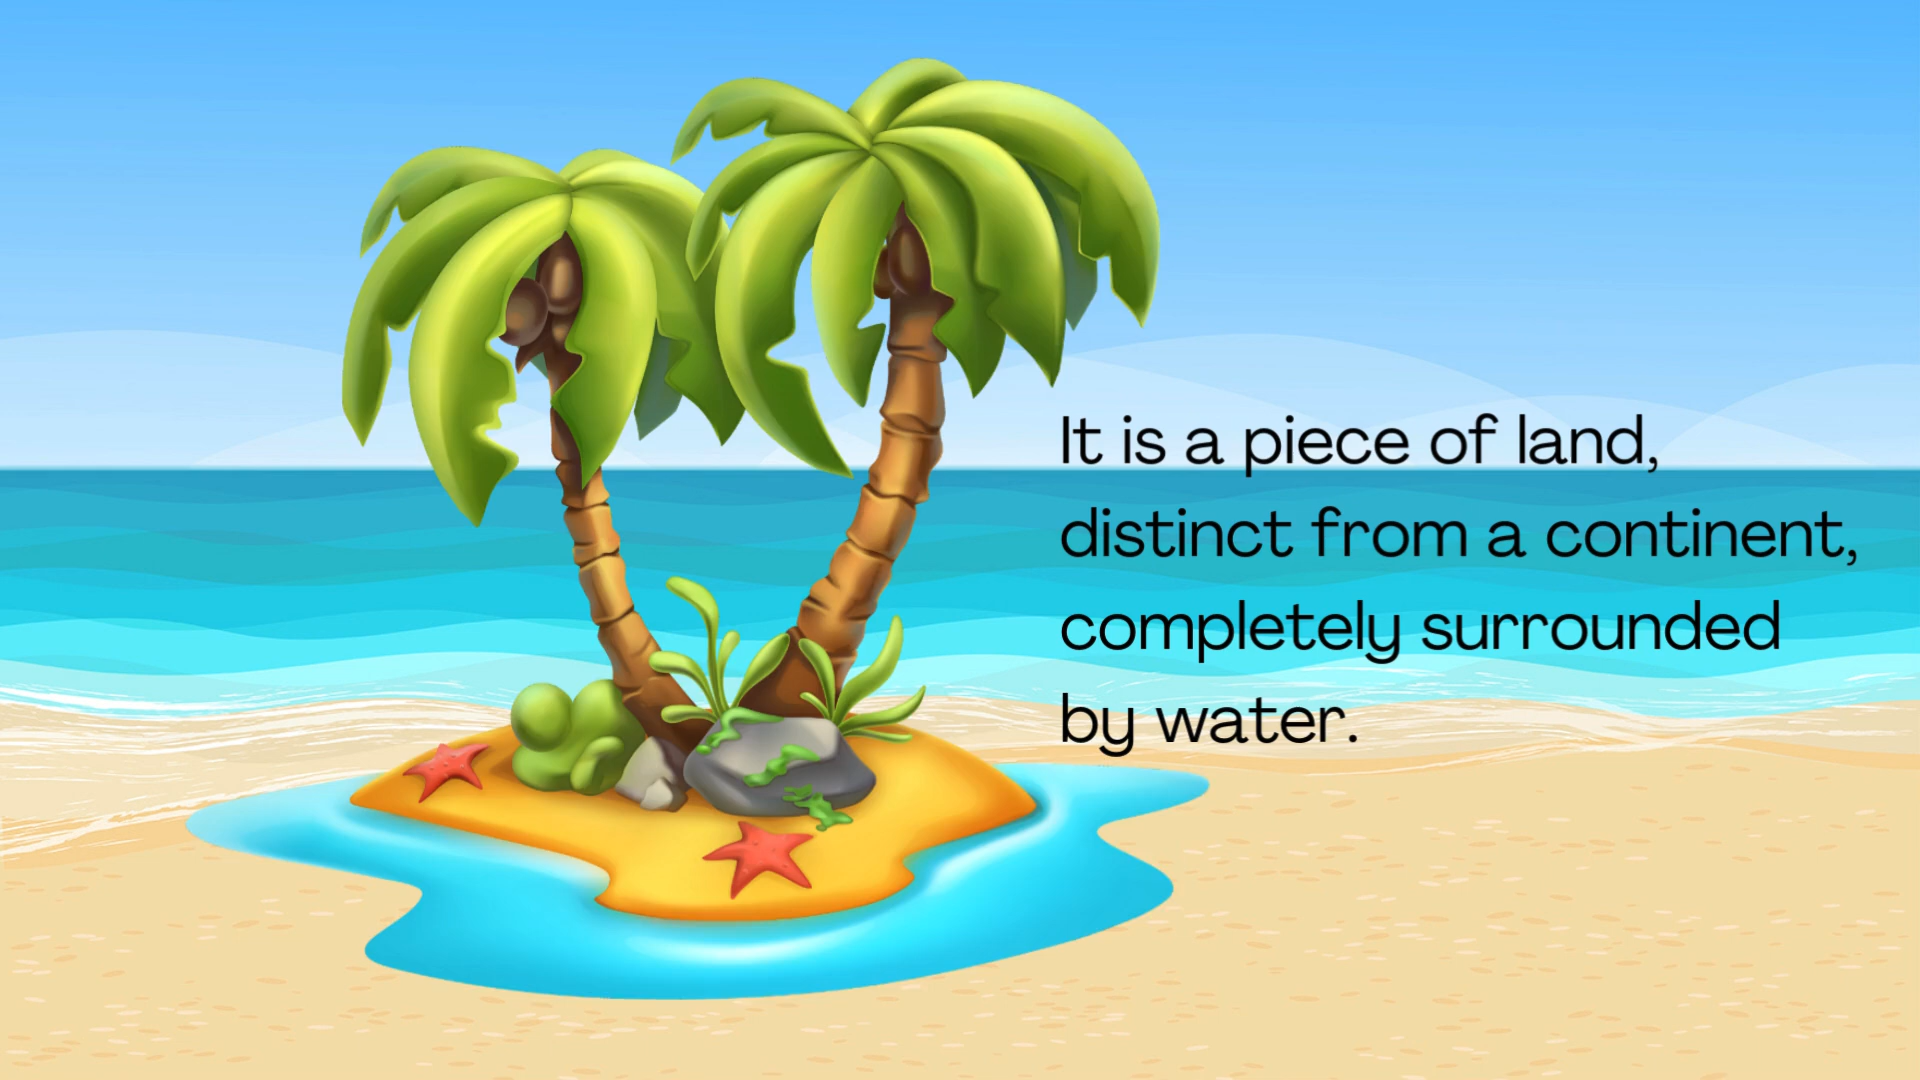 It is a piece of land,
distinct from a continent,
completely surrounded
by water.